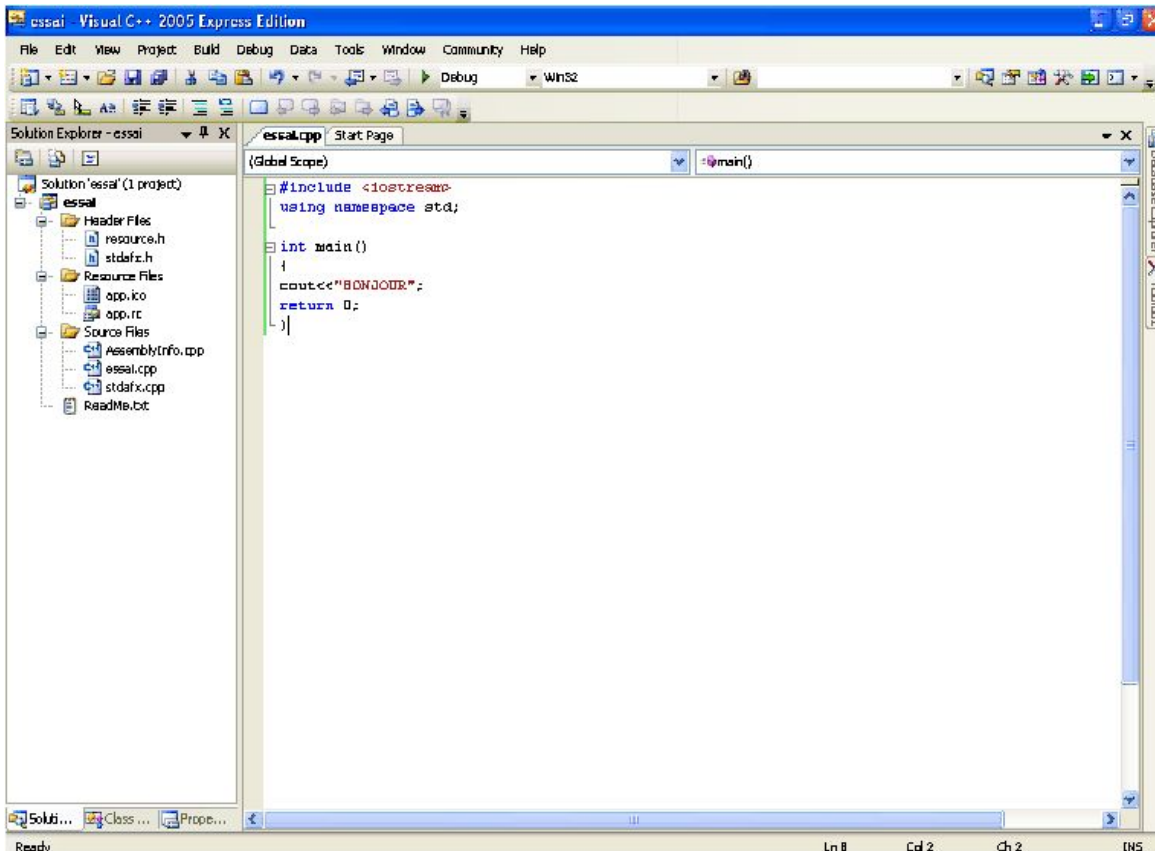 essai - Visual C++ 2005 Express Edition
File Edit View Project Build Debug Data Tools Window Community Help
Debug Win32
Solution Explorer - essai
essai.cpp Start Page
(Global Scope) main()
Solution 'essai' (1 project)
essai
Header Files
resource.h
stdafx.h
Resource Files
app.ico
app.rc
Source Files
AssemblyInfo.cpp
essai.cpp
stdafx.cpp
ReadMe.txt
#include <iostream>
using namespace std;
int main()
{
cout<<"BONJOUR";
return 0;
}
Soluti... Class ... Prope...
Ready Ln 8 Col 2 Ch 2 INS